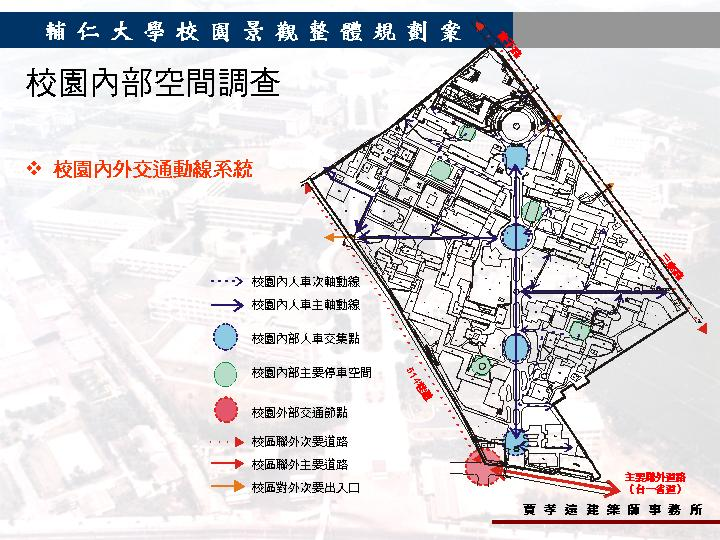 輔仁大學校園景觀整體規劃案
校園內部空間調查
校園內外交通動線系統
校園內人車次軸動線
校園內人車主軸動線
校園內部人車交集點
校園內部主要停車空間
校園外部交通節點
校區聯外次要道路
校區聯外主要道路
校區對外次要出入口
514巷道
主要聯外道路
(台一省道)
賈孝遠建築師事務所